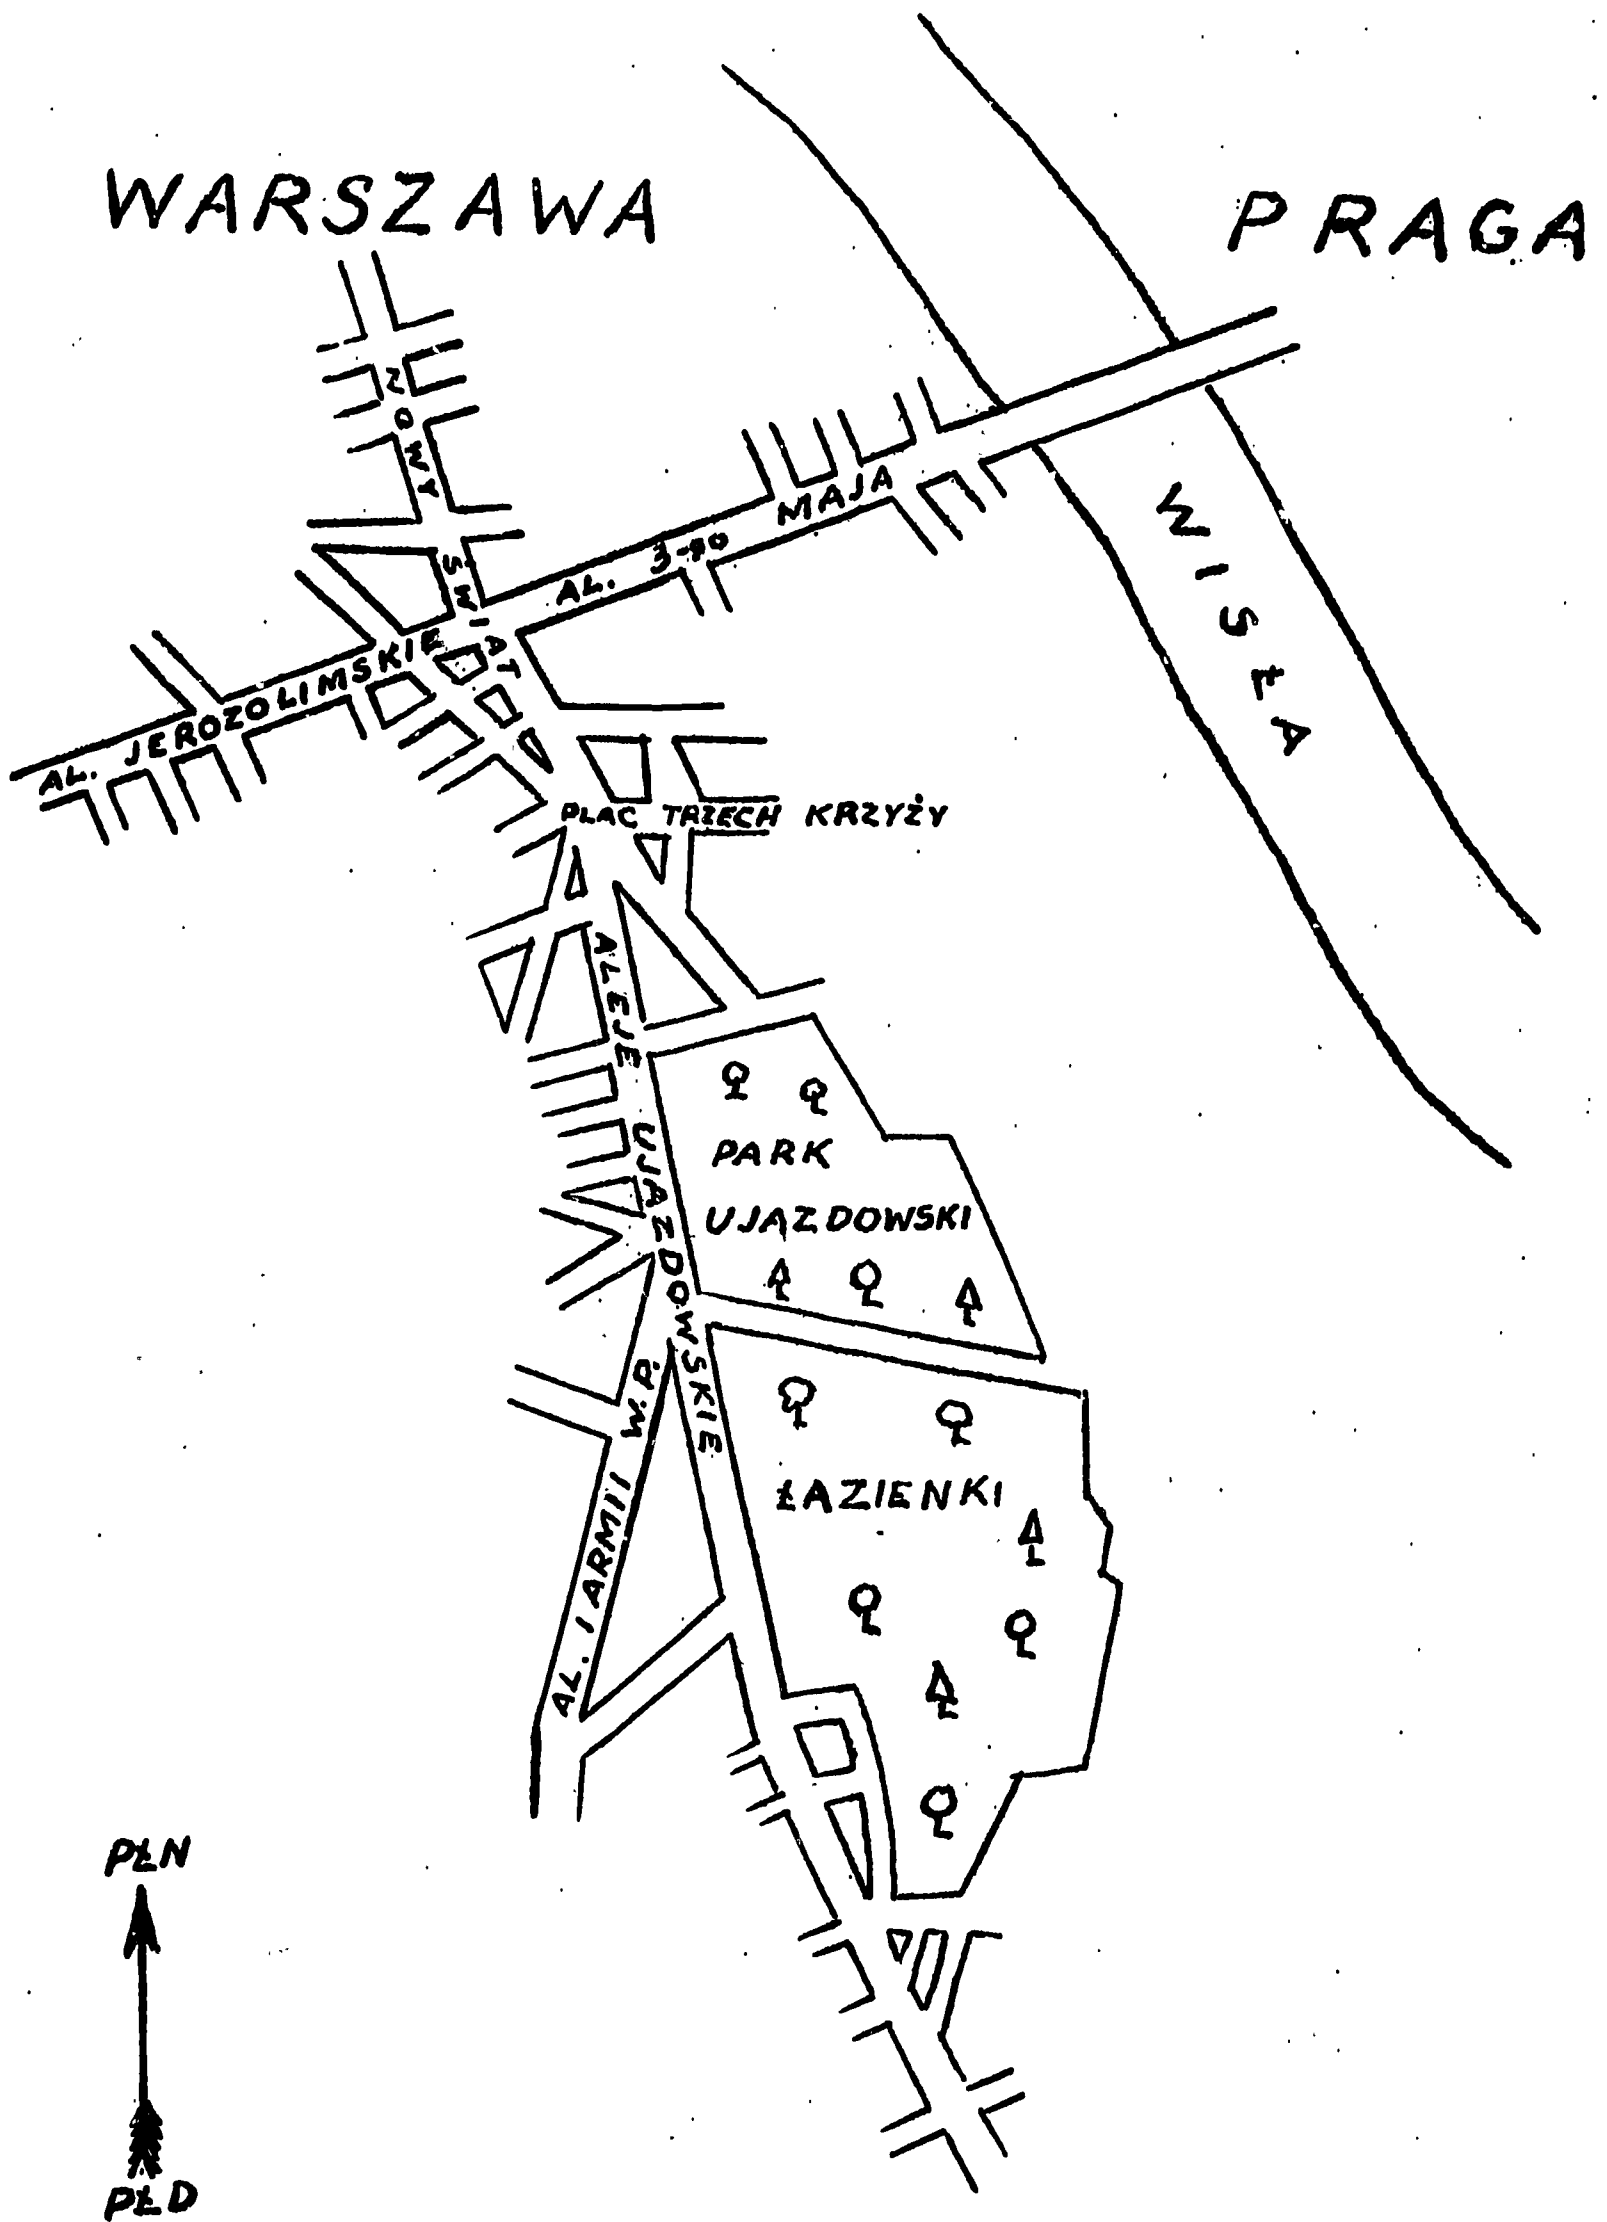 WARSZAWA
PRAGA
NOWY SWIAT
AL. 3-GO MAJA
WISŁA
AL. JEROZOLIMSKIE
PLAC TRZECH KRZYŻY
ALEJE UJAZDOWSKIE
PARK
UJAZDOWSKI
AL. I ARMII W.P.
ŁAZIENKI
PŁN
PŁD